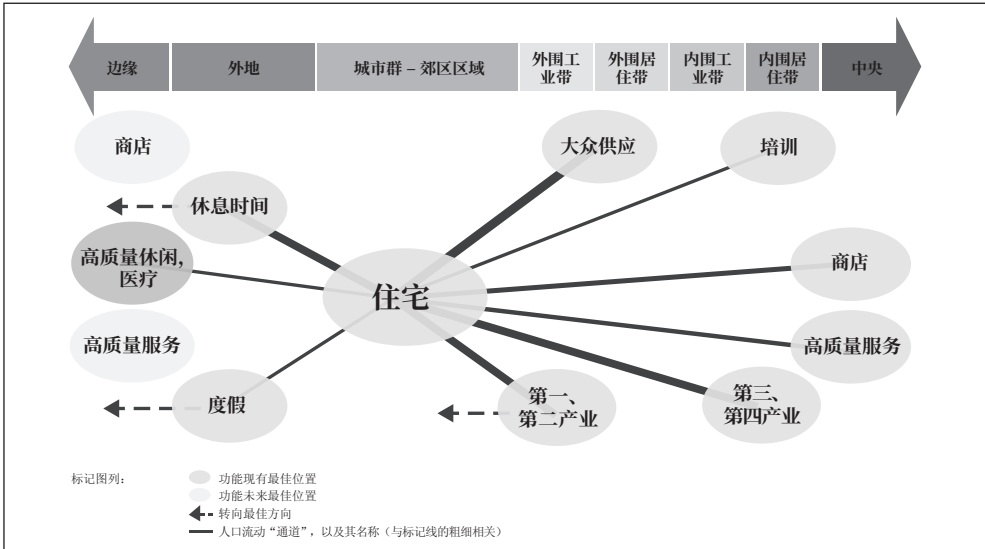 边缘
外地
城市群 – 郊区区域
外围工
业带
外围居
住带
内围工
业带
内围居
住带
中央
商店
大众供应
培训
休息时间
高质量休闲,
医疗
住宅
商店
高质量服务
高质量服务
度假
第一、
第二产业
第三、
第四产业
标记图列：
功能现有最佳位置
功能未来最佳位置
转向最佳方向
人口流动“通道”，以及其名称（与标记线的粗细相关）